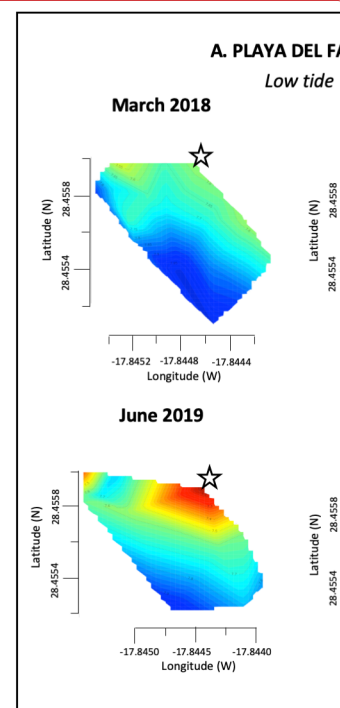 A. PLAYA DEL FA
Low tide
March 2018
Latitude (N)
28.4558
28.4554
-17.8452 -17.8448 -17.8444
Longitude (W)
Latitude (N)
28.4558
28.4554
June 2019
Latitude (N)
28.4558
28.4554
-17.8450 -17.8445 -17.8440
Longitude (W)
Latitude (N)
28.4558
28.4554